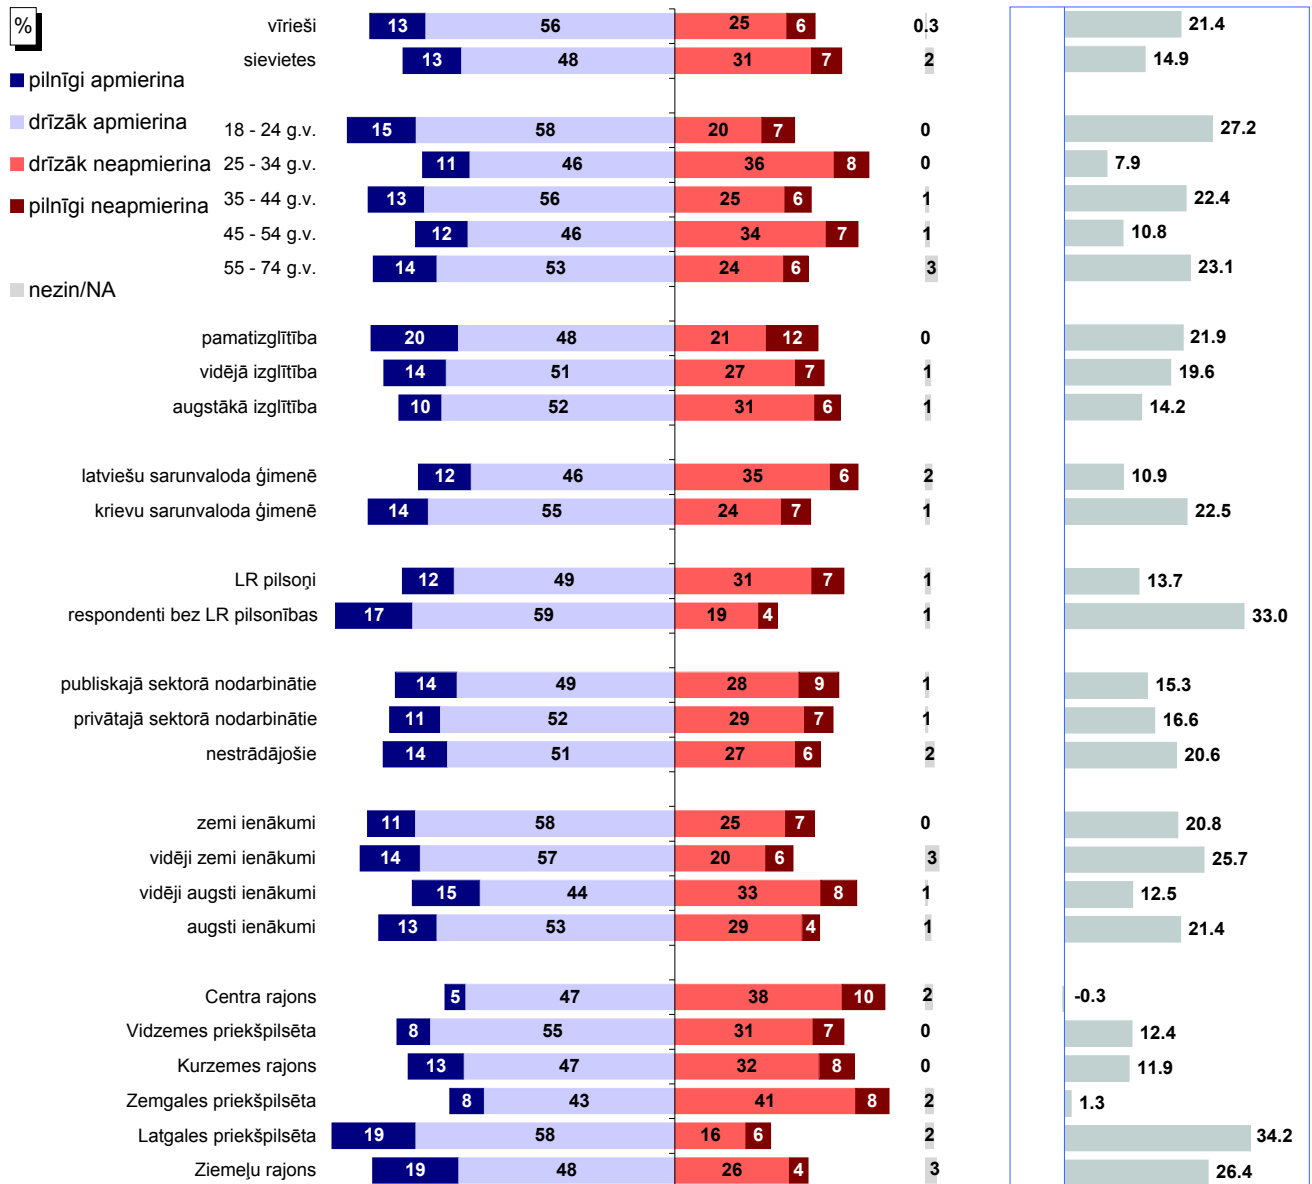 %
pilnīgi apmierina
drīzāk apmierina
drīzāk neapmierina
pilnīgi neapmierina
nezin/NA
vīrieši 13 56 25 6 0.3 21.4
sievietes 13 48 31 7 2 14.9
18 - 24 g.v. 15 58 20 7 0 27.2
25 - 34 g.v. 11 46 36 8 0 7.9
35 - 44 g.v. 13 56 25 6 1 22.4
45 - 54 g.v. 12 46 34 7 1 10.8
55 - 74 g.v. 14 53 24 6 3 23.1
pamatizglītība 20 48 21 12 0 21.9
vidējā izglītība 14 51 27 7 1 19.6
augstākā izglītība 10 52 31 6 1 14.2
latviešu sarunvaloda ģimenē 12 46 35 6 2 10.9
krievu sarunvaloda ģimenē 14 55 24 7 1 22.5
LR pilsoņi 12 49 31 7 1 13.7
respondenti bez LR pilsonības 17 59 19 4 1 33.0
publiskajā sektorā nodarbinātie 14 49 28 9 1 15.3
privātajā sektorā nodarbinātie 11 52 29 7 1 16.6
nestrādājošie 14 51 27 6 2 20.6
zemi ienākumi 11 58 25 7 0 20.8
vidēji zemi ienākumi 14 57 20 6 3 25.7
vidēji augsti ienākumi 15 44 33 8 1 12.5
augsti ienākumi 13 53 29 4 1 21.4
Centra rajons 5 47 38 10 2 -0.3
Vidzemes priekšpilsēta 8 55 31 7 0 12.4
Kurzemes rajons 13 47 32 8 0 11.9
Zemgales priekšpilsēta 8 43 41 8 2 1.3
Latgales priekšpilsēta 19 58 16 6 2 34.2
Ziemeļu rajons 19 48 26 4 3 26.4